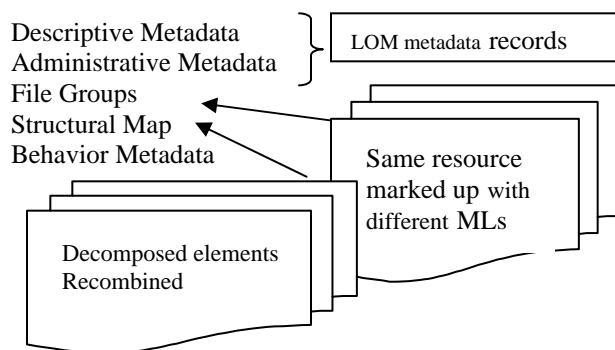 Descriptive Metadata
Administrative Metadata
File Groups
Structural Map
Behavior Metadata
LOM metadata records
Same resource
marked up with
different MLs
Decomposed elements
Recombined